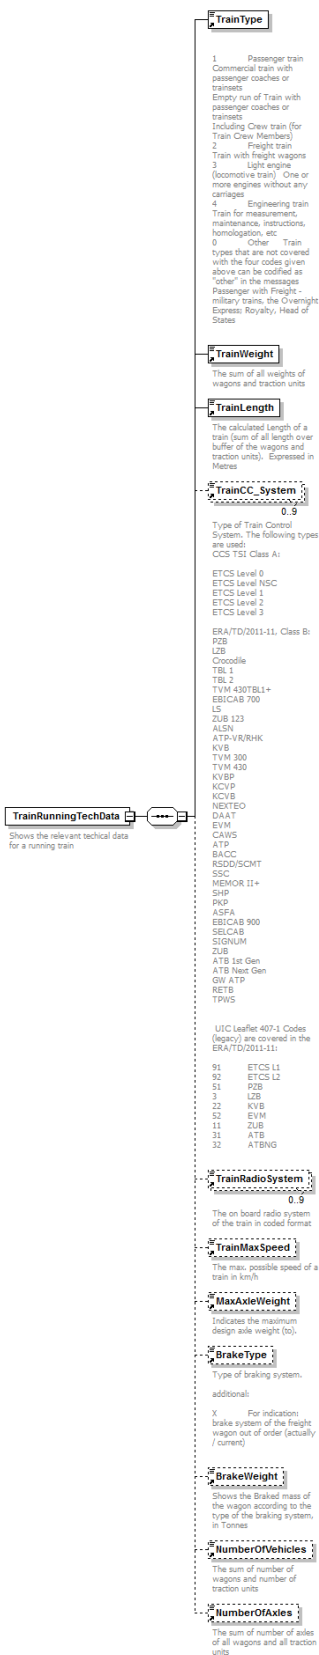 TrainType
1 Passenger train
Commercial train with
passenger coaches or
trainsets
Empty run of Train with
passenger coaches or
trainsets
Including Crew train (for
Train Crew Members)
2 Freight train
Train with freight wagons
3 Light engine
(locomotive train) One or
more engines without any
carriages
4 Engineering train
Train for measurement,
maintenance, instructions,
homologation, etc
0 Other Train
types that are not covered
with the four codes given
above can be codified as
"other" in the messages
Passenger with Freight -
military trains, the Overnight
Express; Royalty, Head of
States
TrainWeight
The sum of all weights of
wagons and traction units
TrainLength
The calculated Length of a
train (sum of all length over
buffer of the wagons and
traction units). Expressed in
Metres
TrainCC_System
0..9
Type of Train Control
System. The following types
are used:
CCS TSI Class A:
ETCS Level 0
ETCS Level NSC
ETCS Level 1
ETCS Level 2
ETCS Level 3
ERA/TD/2011-11, Class B:
PZB
LZB
Crocodile
TBL 1
TBL 2
TVM 430TBL1+
EBICAB 700
LS
ZUB 123
ALSN
ATP-VR/RHK
KVB
TVM 300
TVM 430
KVBP
KCVP
KCVB
NEXTEO
DAAT
EVM
CAWS
ATP
BACC
RSDD/SCMT
SSC
MEMOR II+
SHP
PKP
ASFA
EBICAB 900
SELCAB
SIGNUM
ZUB
ATB 1st Gen
ATB Next Gen
GW ATP
RETB
TPWS
UIC Leaflet 407-1 Codes
(legacy) are covered in the
ERA/TD/2011-11:
91 ETCS L1
92 ETCS L2
51 PZB
3 LZB
22 KVB
52 EVM
11 ZUB
31 ATB
32 ATBNG
TrainRunningTechData
Shows the relevant techical data
for a running train
TrainRadioSystem
0..9
The on board radio system
of the train in coded format
TrainMaxSpeed
The max. possible speed of a
train in km/h
MaxAxleWeight
Indicates the maximum
design axle weight (to).
BrakeType
Type of braking system.
additional:
X For indication:
brake system of the freight
wagon out of order (actually
/ current)
BrakeWeight
Shows the Braked mass of
the wagon according to the
type of the braking system,
in Tonnes
NumberOfVehicles
The sum of number of
wagons and number of
traction units
NumberOfAxles
The sum of number of axles
of all wagons and all traction
units